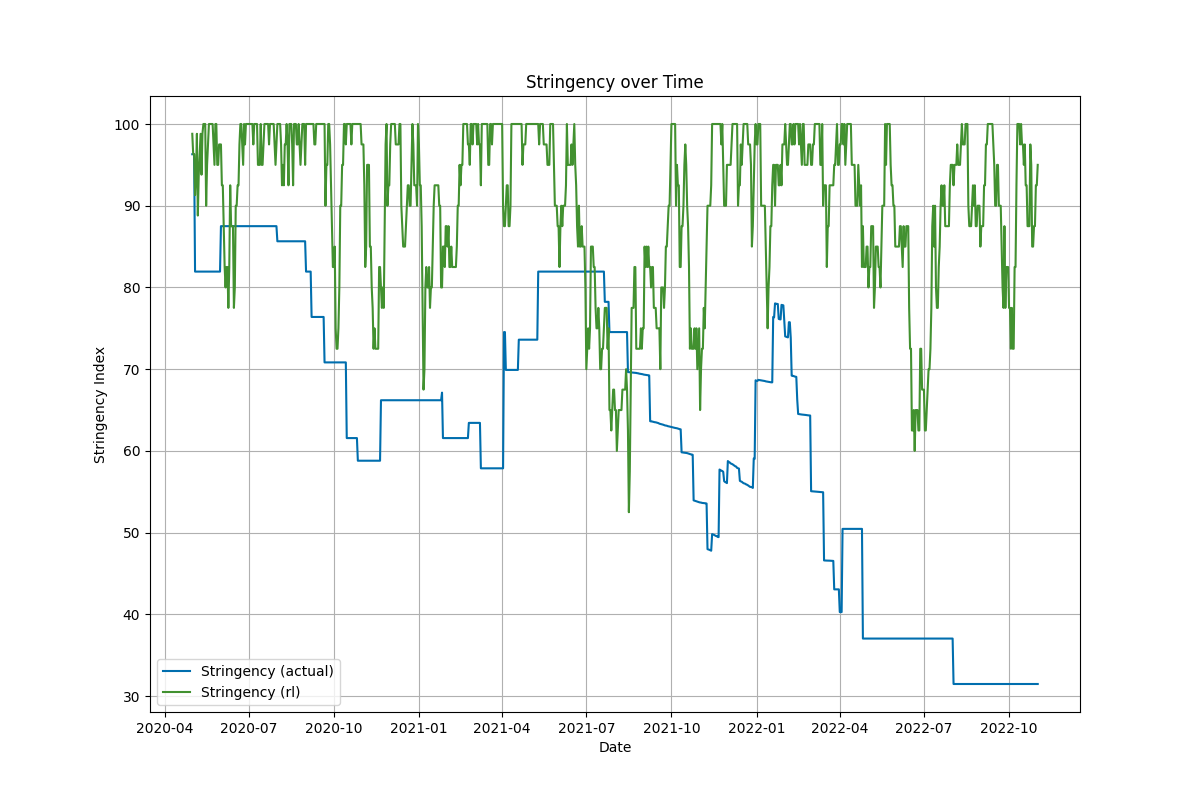 Stringency over Time
Stringency Index
100
90
80
70
60
50
40
30
Stringency (actual)
Stringency (rl)
2020-04 2020-07 2020-10 2021-01 2021-04 2021-07 2021-10 2022-01 2022-04 2022-07 2022-10
Date